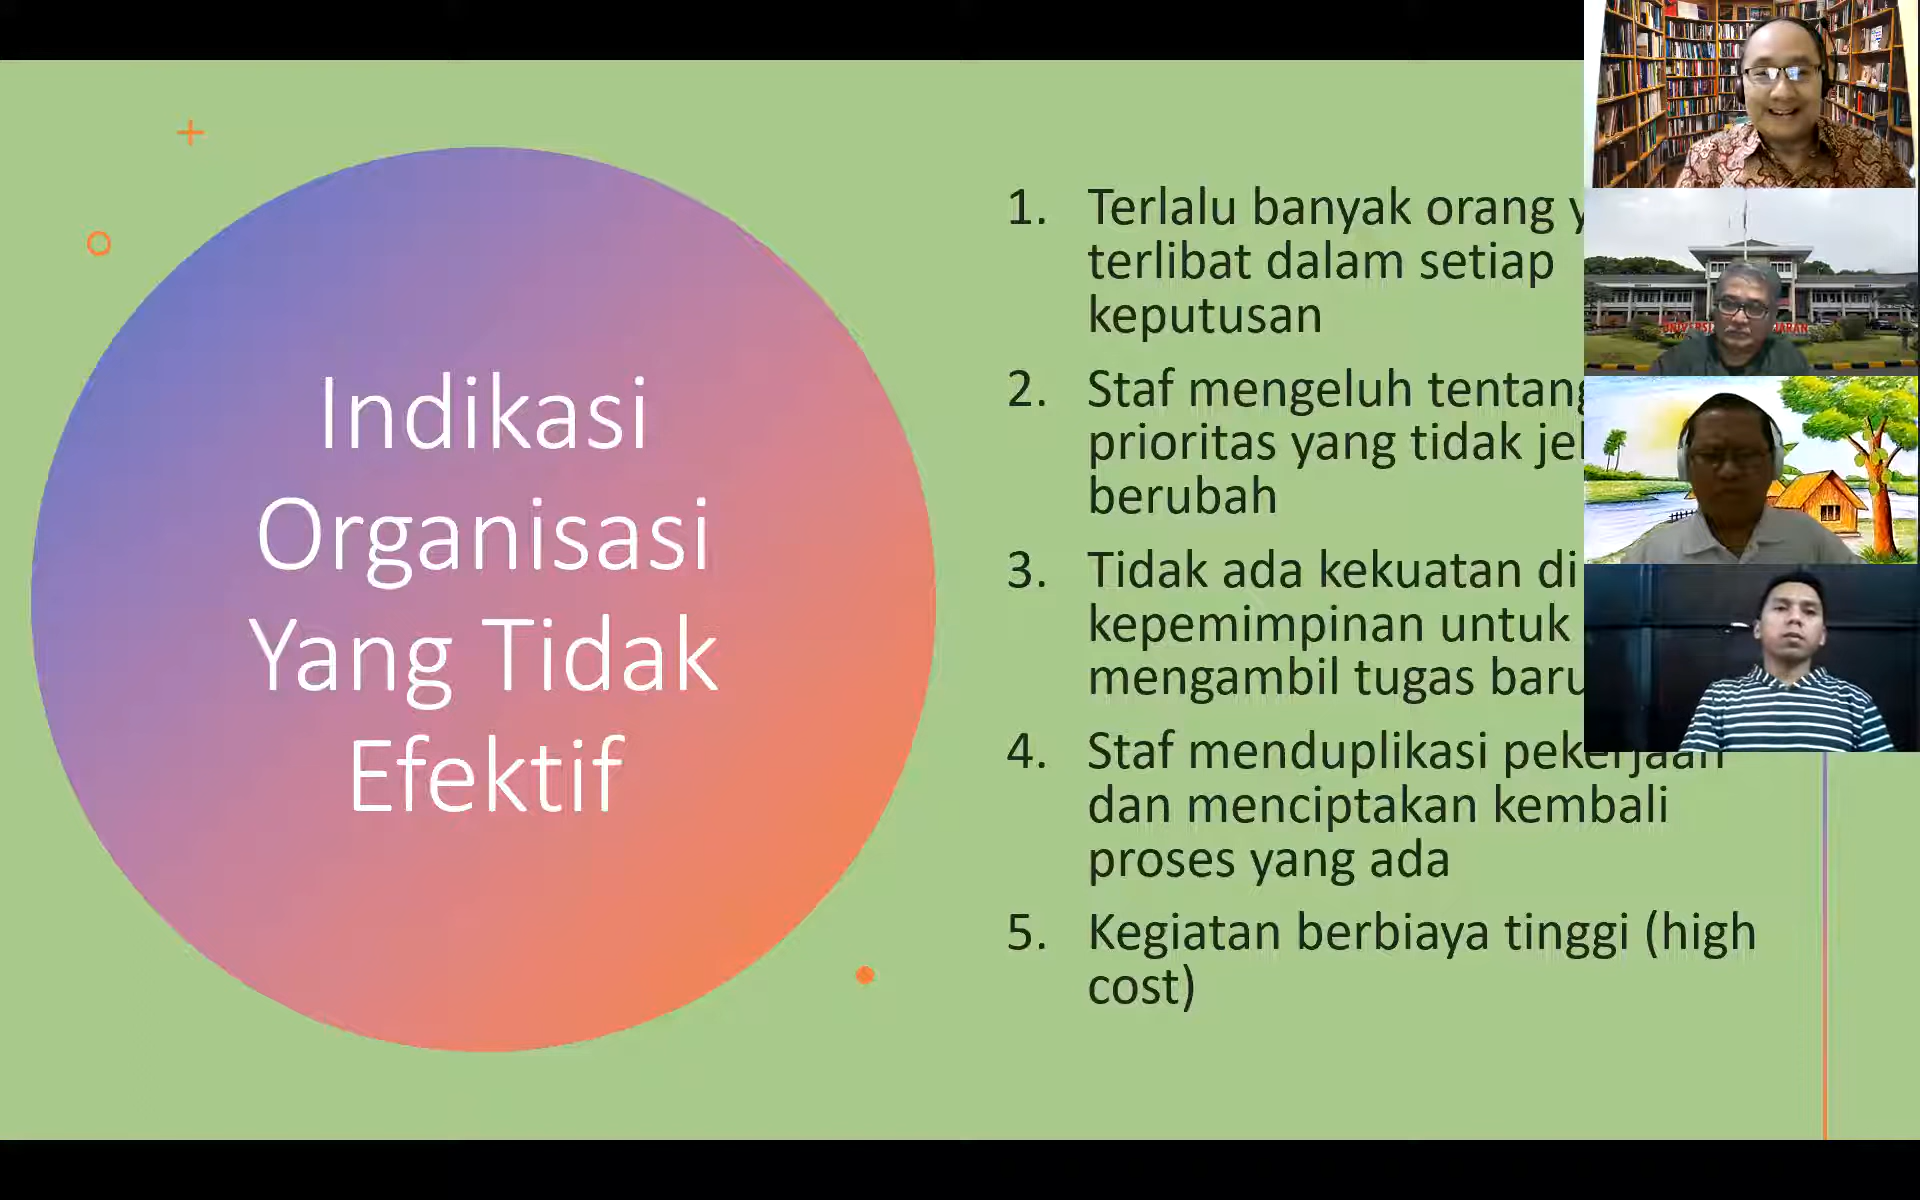 Indikasi
Organisasi
Yang Tidak
Efektif
1. Terlalu banyak orang
terlibat dalam setiap
keputusan
2. Staf mengeluh tentang
prioritas yang tidak
berubah
3. Tidak ada kekuatan di
kepemimpinan untuk
mengambil tugas baru
4. Staf menduplikasi pekerjaan
dan menciptakan kembali
proses yang ada
5. Kegiatan berbiaya tinggi (high
cost)